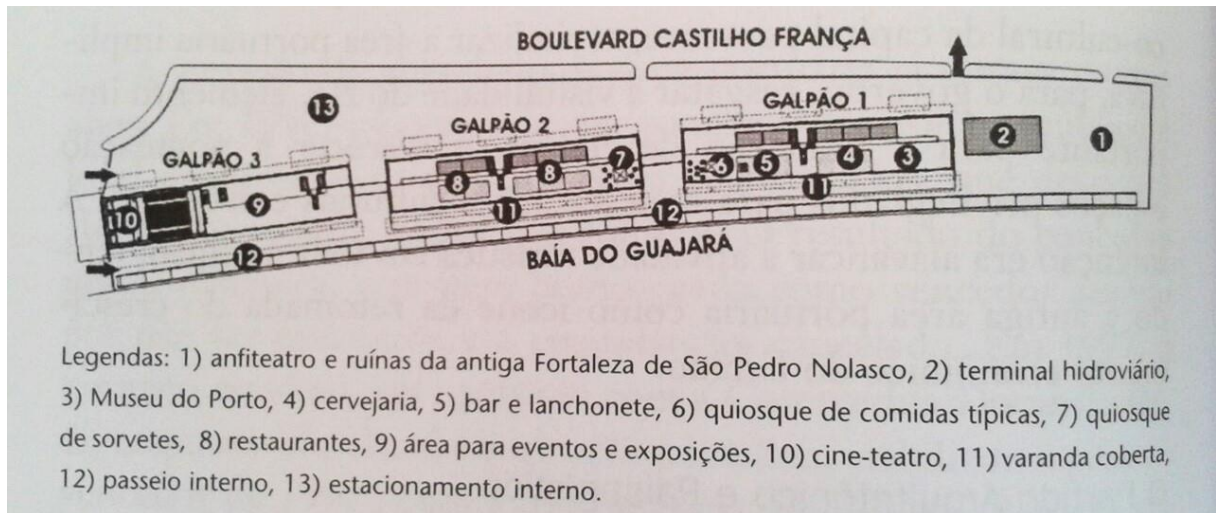 BOULEVARD CASTILHO FRANÇA
13
GALPÃO 1
GALPÃO 2
2
1
GALPÃO 3
7
6
5
4
3
8
8
10
9
11
11
12
12
BAÍA DO GUAJARÁ
Legendas: 1) anfiteatro e ruínas da antiga Fortaleza de São Pedro Nolasco, 2) terminal hidroviário,
3) Museu do Porto, 4) cervejaria, 5) bar e lanchonete, 6) quiosque de comidas típicas, 7) quiosque
de sorvetes, 8) restaurantes, 9) área para eventos e exposições, 10) cine-teatro, 11) varanda coberta,
12) passeio interno, 13) estacionamento interno.